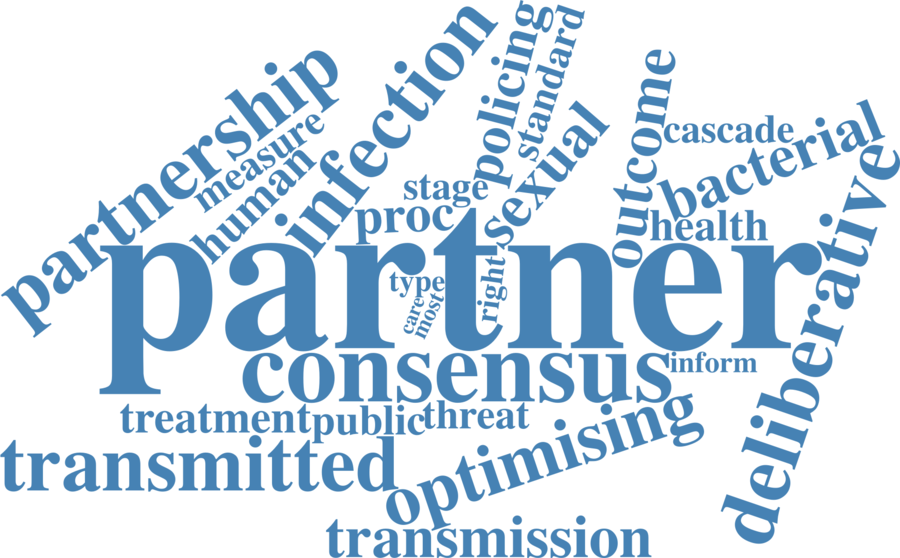 partnership
measure
human
infection
policing
standard
sexual
outcome
cascade
bacterial
health
deliberative
stage
proc
partner
type
care
most
right
consensus
inform
treatment
public
threat
transmitted
optimising
transmission